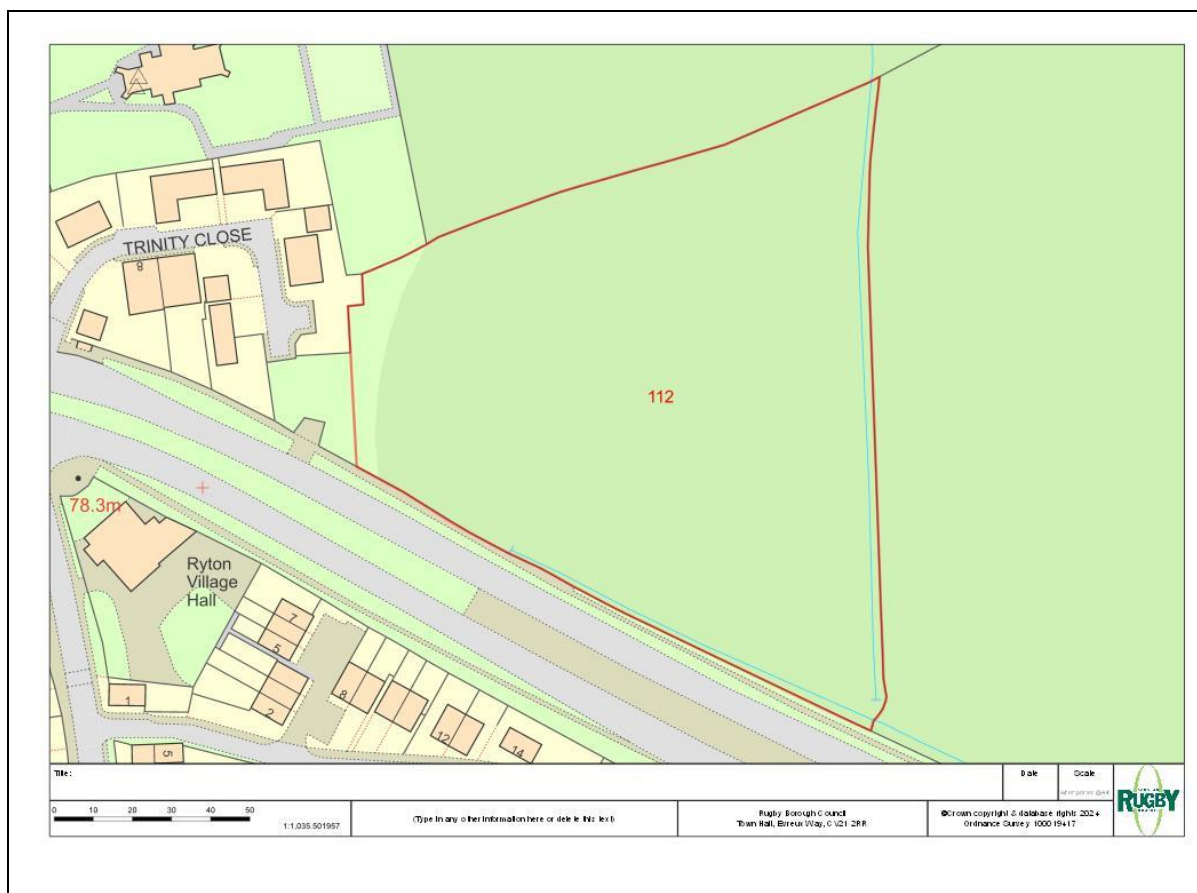 TRINITY CLOSE
112
78.3m
Ryton
Village
Hall
7
5
8
2
1
12
14
5
Title:
Date
Scale
0 10 20 30 40 50
1:1,035.501957
(Type in any other information here or delete this text)
Rugby Borough Council
Town Hall, Evreux Way, CV21 2RR
©Crown copyright & database rights 2024
Ordnance Survey 100019417
RUGBY